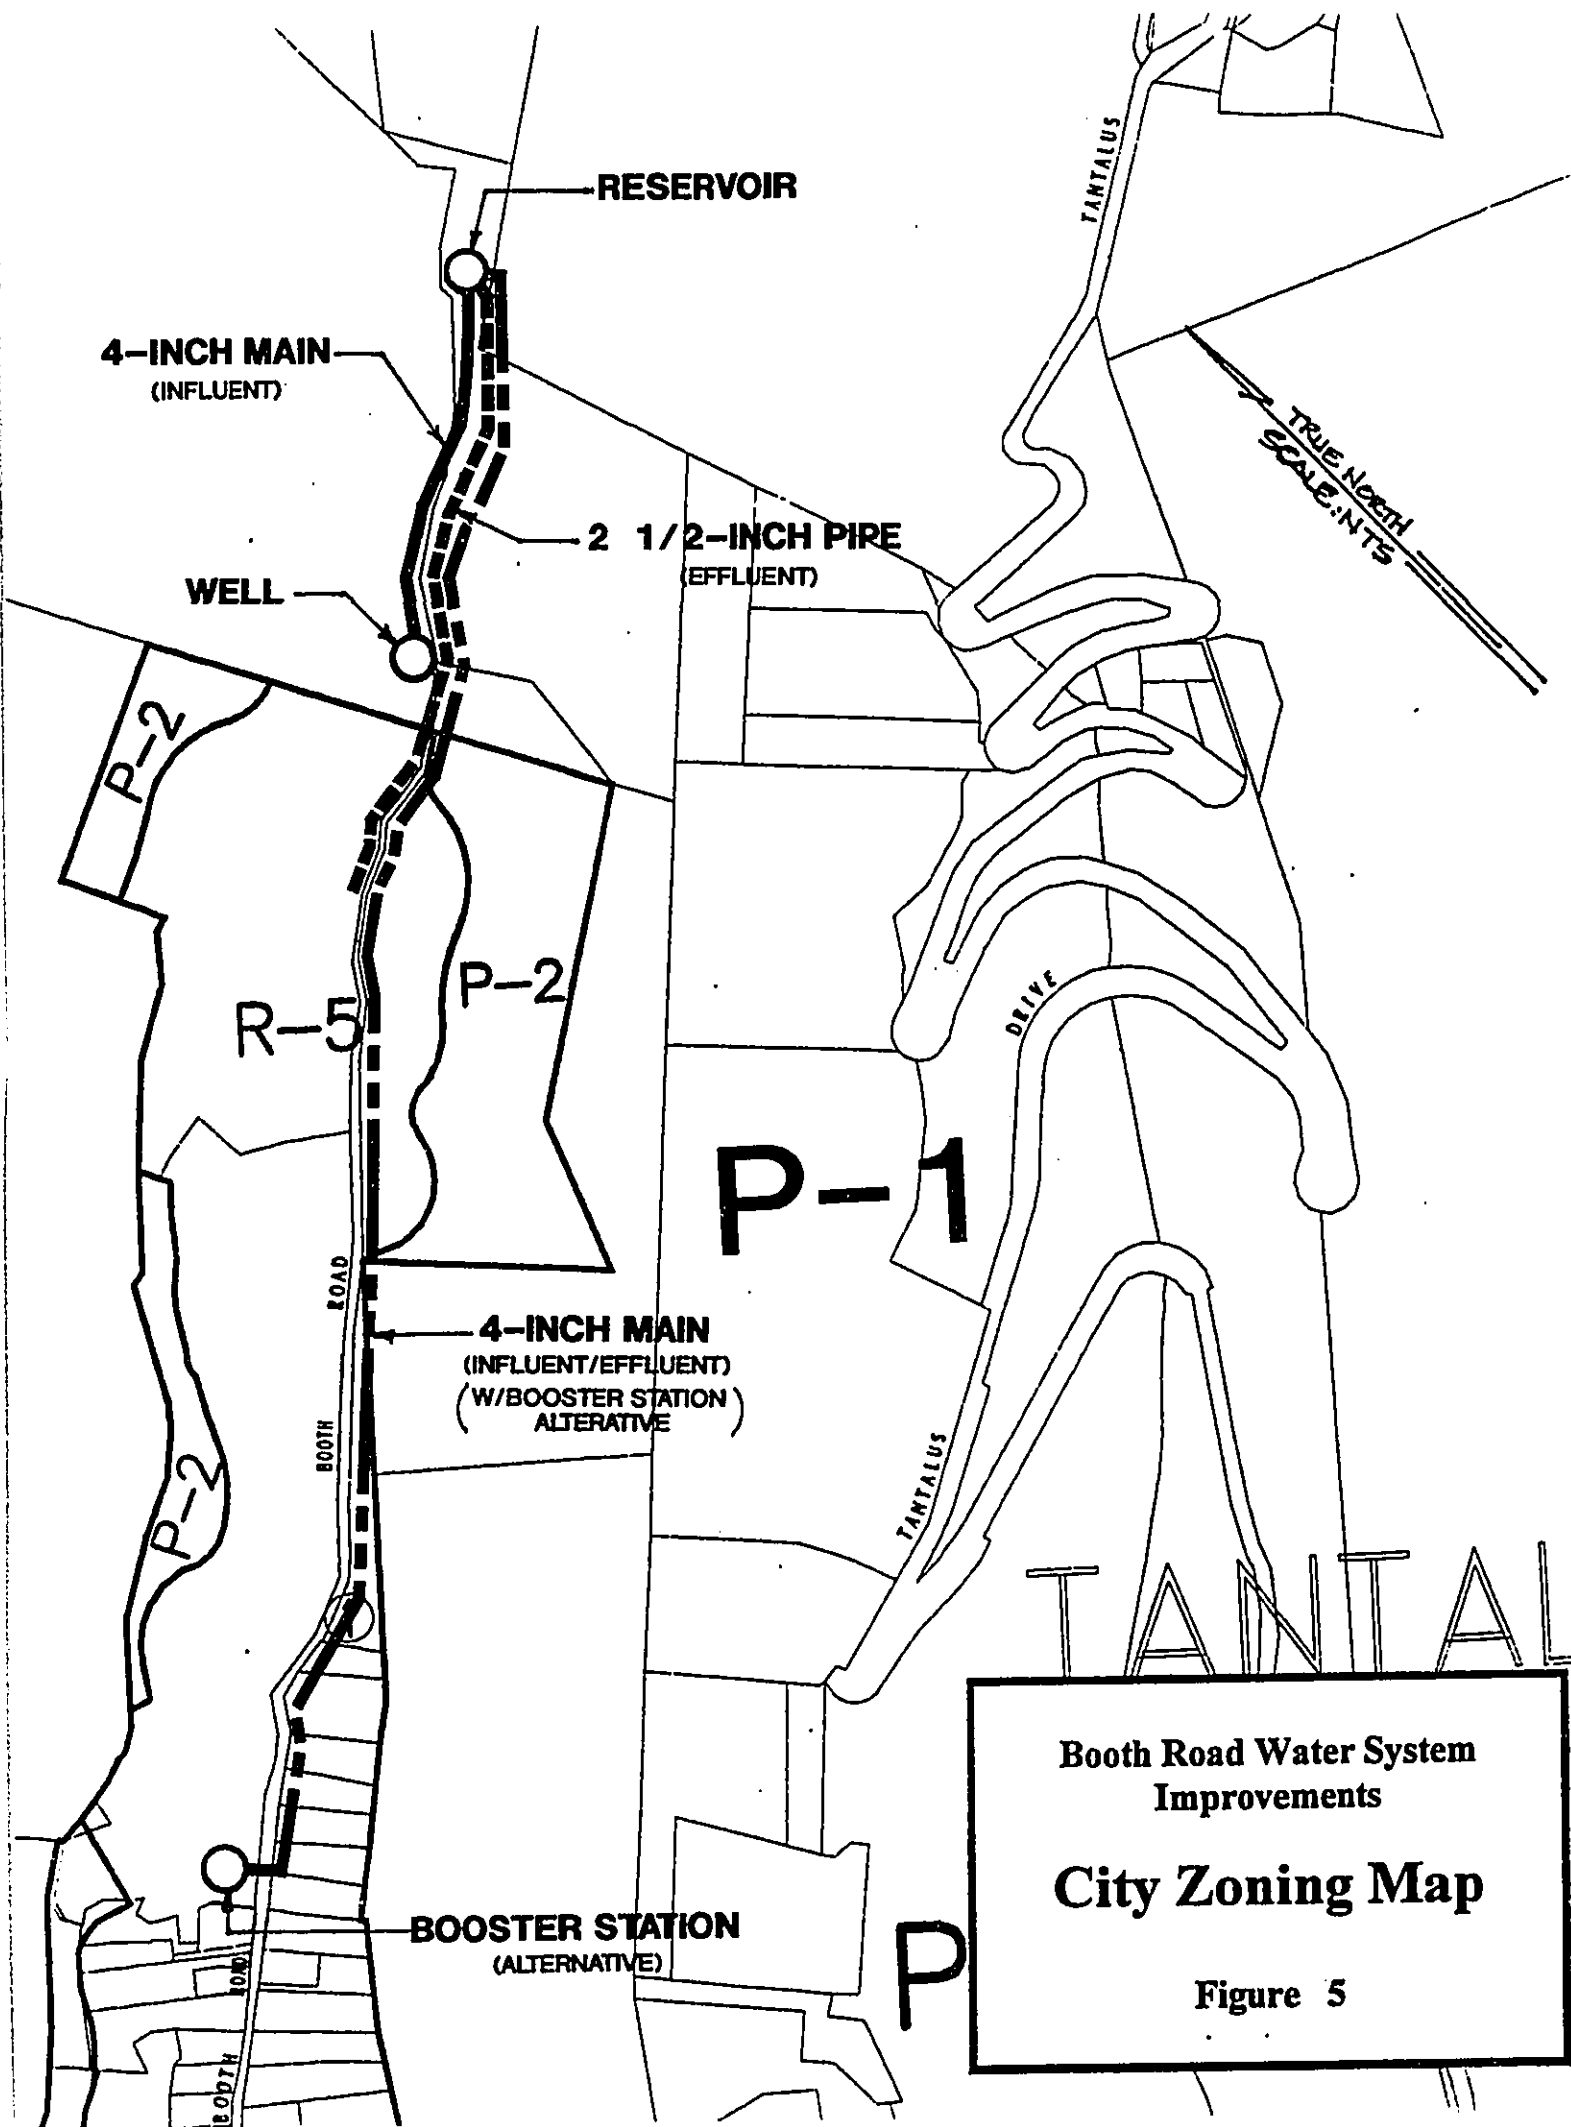 TANTALUS
RESERVOIR
4-INCH MAIN
(INFLUENT)
TRUE NORTH
SCALE: NTS
2 1/2-INCH PIPE
(EFFLUENT)
WELL
P-2
P-2
R-5
DRIVE
P-1
ROAD
4-INCH MAIN
(INFLUENT/EFFLUENT)
(W/BOOSTER STATION
ALTERATIVE)
BOOTH
TANTALUS
P-2
TANTAL
Booth Road Water System
Improvements
City Zoning Map
Figure 5
BOOSTER STATION
(ALTERNATIVE)
P
ROAD
BOOTH